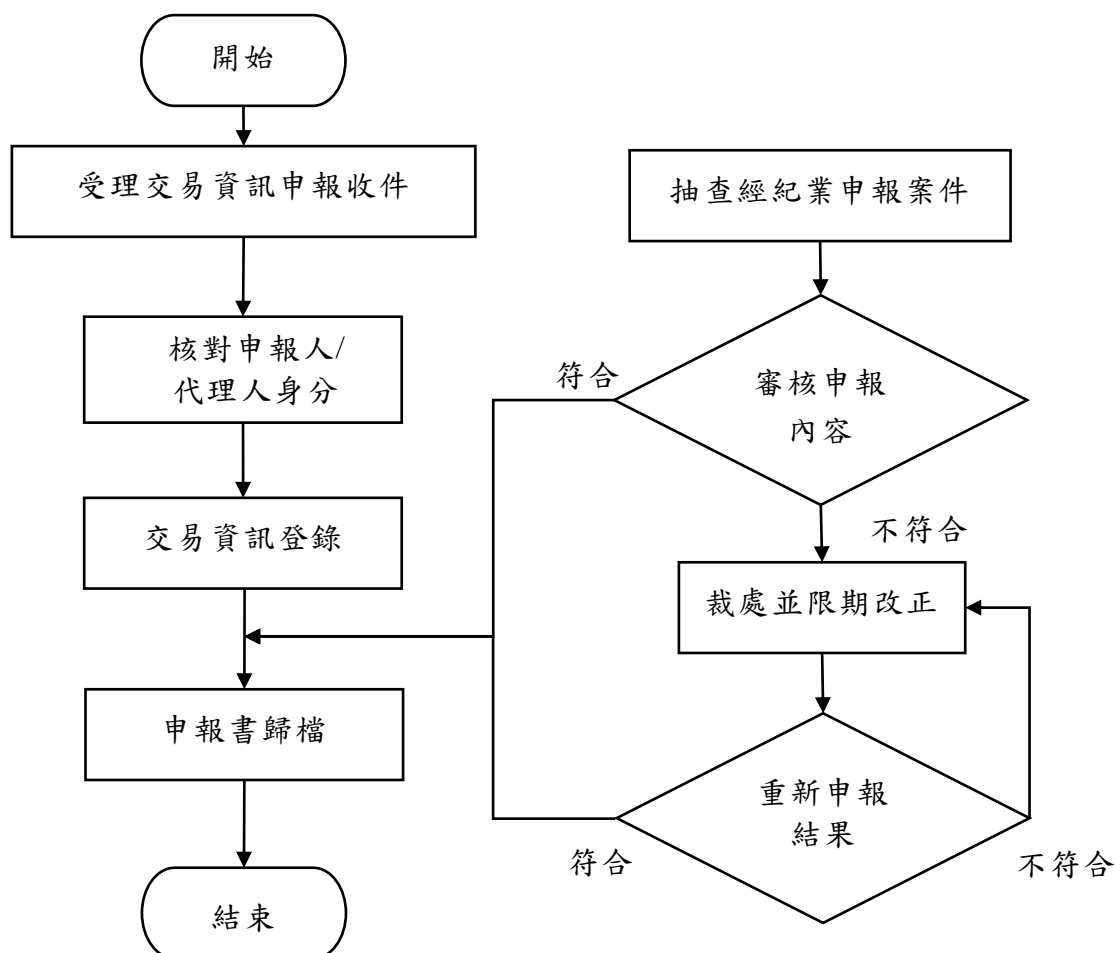 開始
受理交易資訊申報收件
核對申報人/
代理人身分
交易資訊登錄
申報書歸檔
結束
抽查經紀業申報案件
審核申報
內容
符合
不符合
裁處並限期改正
重新申報
結果
符合
不符合